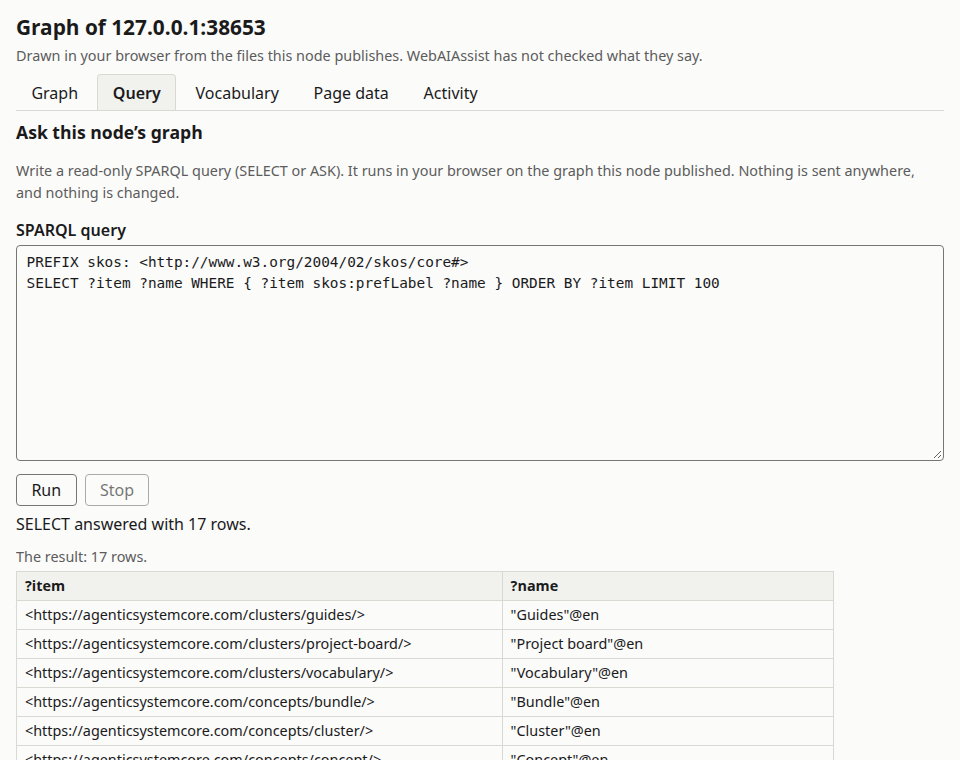 Graph of 127.0.0.1:38653
Drawn in your browser from the files this node publishes. WebAIAssist has not checked what they say.
Graph Query Vocabulary Page data Activity
Ask this node’s graph
Write a read-only SPARQL query (SELECT or ASK). It runs in your browser on the graph this node published. Nothing is sent anywhere,
and nothing is changed.
SPARQL query
PREFIX skos: <http://www.w3.org/2004/02/skos/core#>
SELECT ?item ?name WHERE { ?item skos:prefLabel ?name } ORDER BY ?item LIMIT 100
Run Stop
SELECT answered with 17 rows.
The result: 17 rows.
?item ?name
<https://agenticsystemcore.com/clusters/guides/> "Guides"@en
<https://agenticsystemcore.com/clusters/project-board/> "Project board"@en
<https://agenticsystemcore.com/clusters/vocabulary/> "Vocabulary"@en
<https://agenticsystemcore.com/concepts/bundle/> "Bundle"@en
<https://agenticsystemcore.com/concepts/cluster/> "Cluster"@en
<https://agenticsystemcore.com/concepts/concept/> "Concept"@en